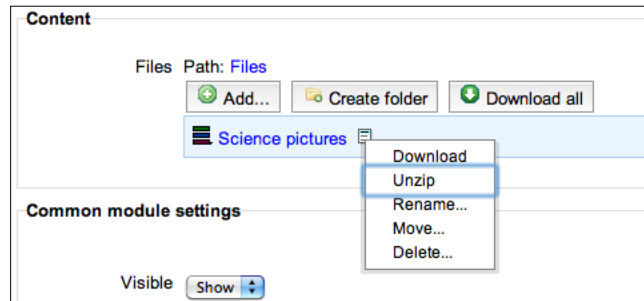 Content
Files Path: Files
Add... Create folder Download all
Science pictures
Download
Unzip
Rename...
Move...
Delete...
Common module settings
Visible Show